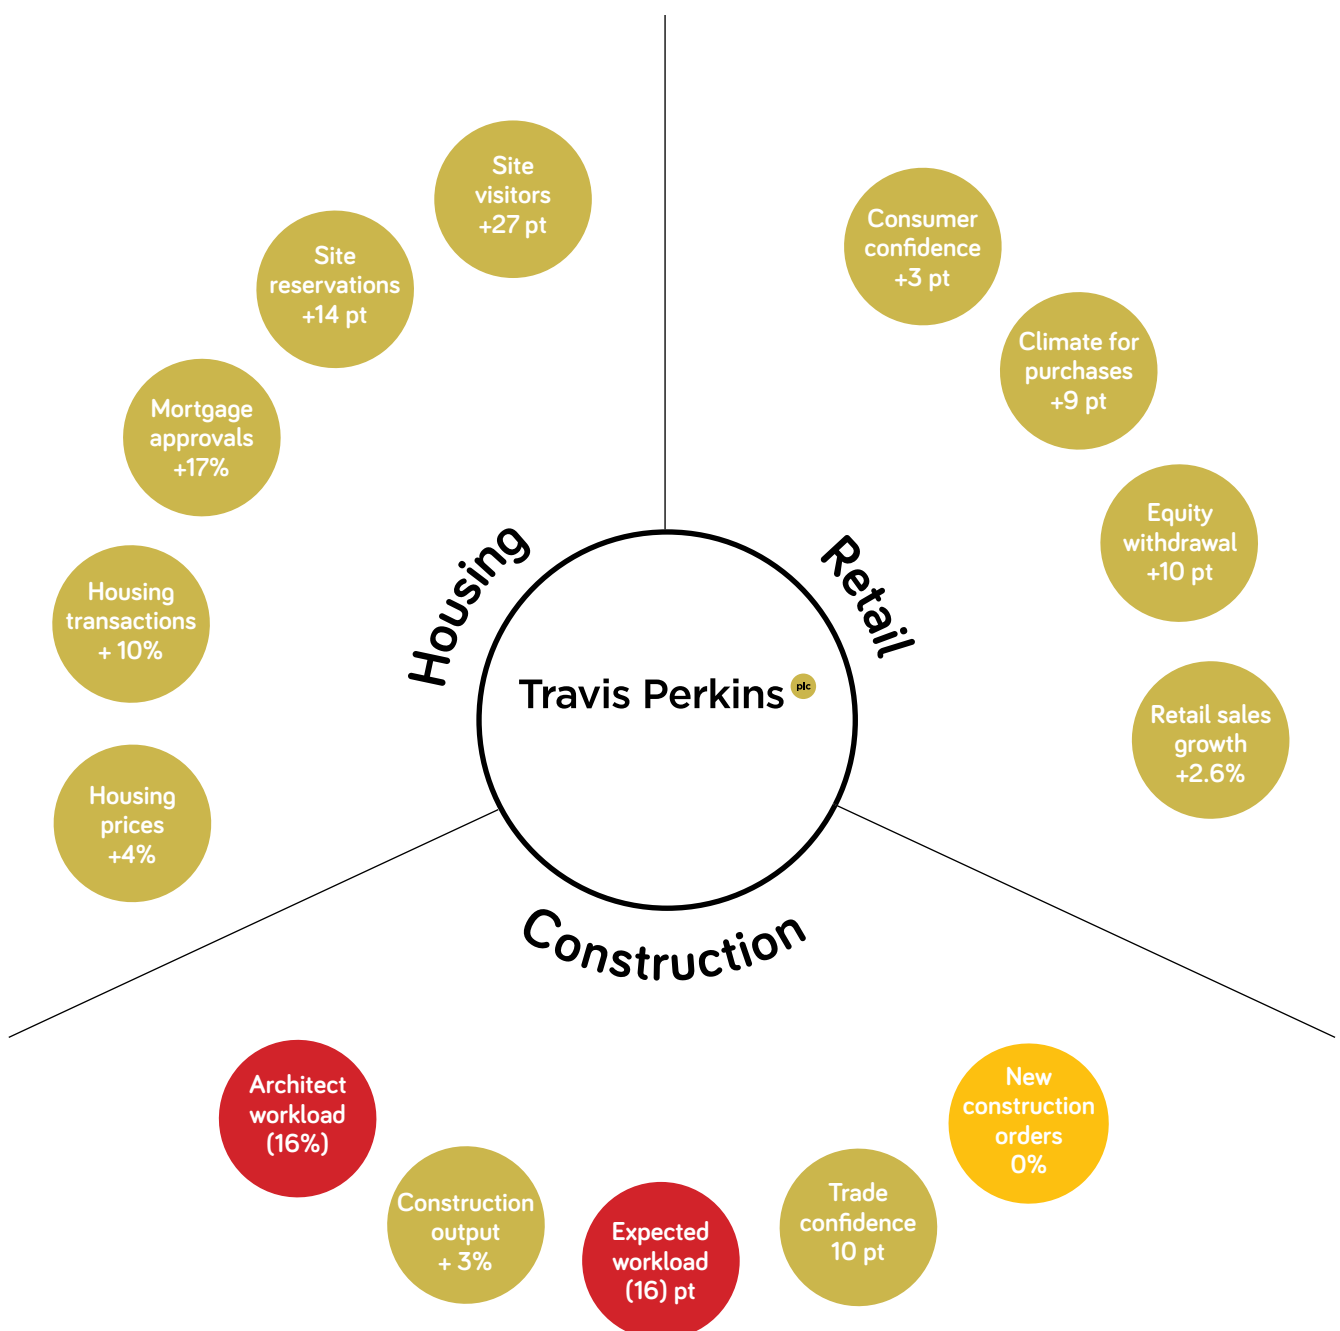 Site
visitors
+27 pt
Site
reservations
+14 pt
Mortgage
approvals
+17%
Housing
transactions
+ 10%
Housing
prices
+4%
Housing
Consumer
confidence
+3 pt
Climate for
purchases
+9 pt
Equity
withdrawal
+10 pt
Retail sales
growth
+2.6%
Retail
Travis Perkins plc
Construction
Architect
workload
(16%)
Construction
output
+ 3%
Expected
workload
(16) pt
Trade
confidence
10 pt
New
construction
orders
0%